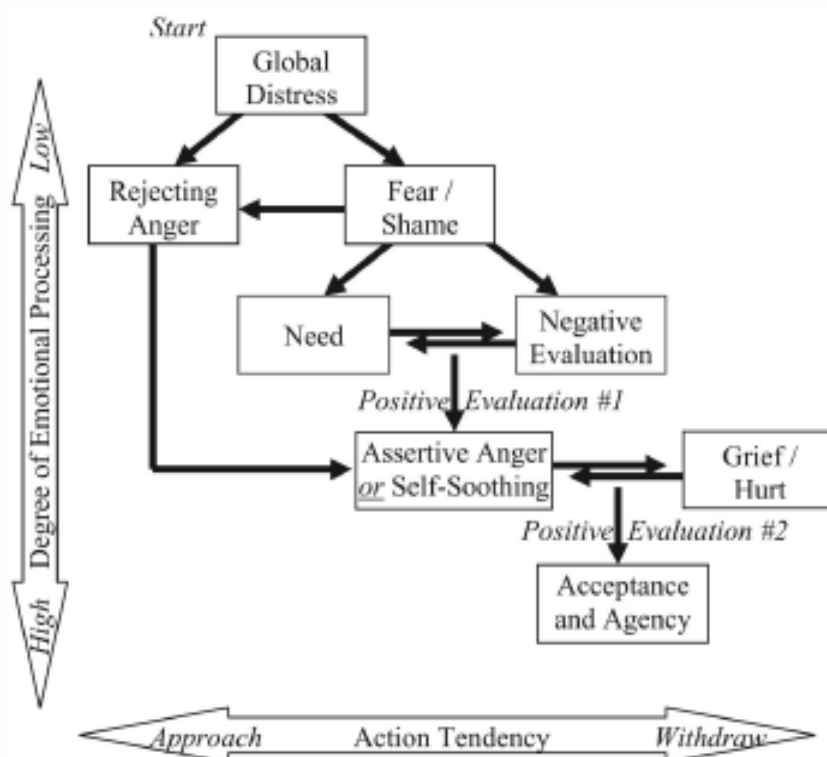 Start
Global
Distress
Low
Rejecting
Anger
Fear /
Shame
Degree of Emotional Processing
Need
Negative
Evaluation
Positive Evaluation #1
Assertive Anger
or Self-Soothing
Grief /
Hurt
Positive Evaluation #2
Acceptance
and Agency
High
Approach Action Tendency Withdraw